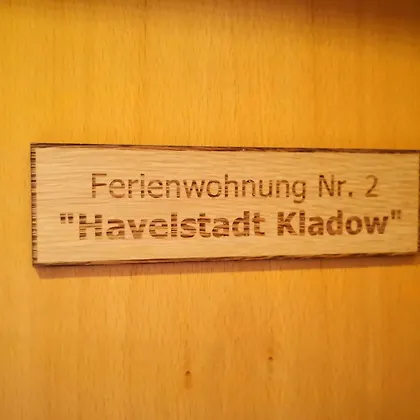 Ferienwohnung Nr. 2
"Havelstadt Kladow"